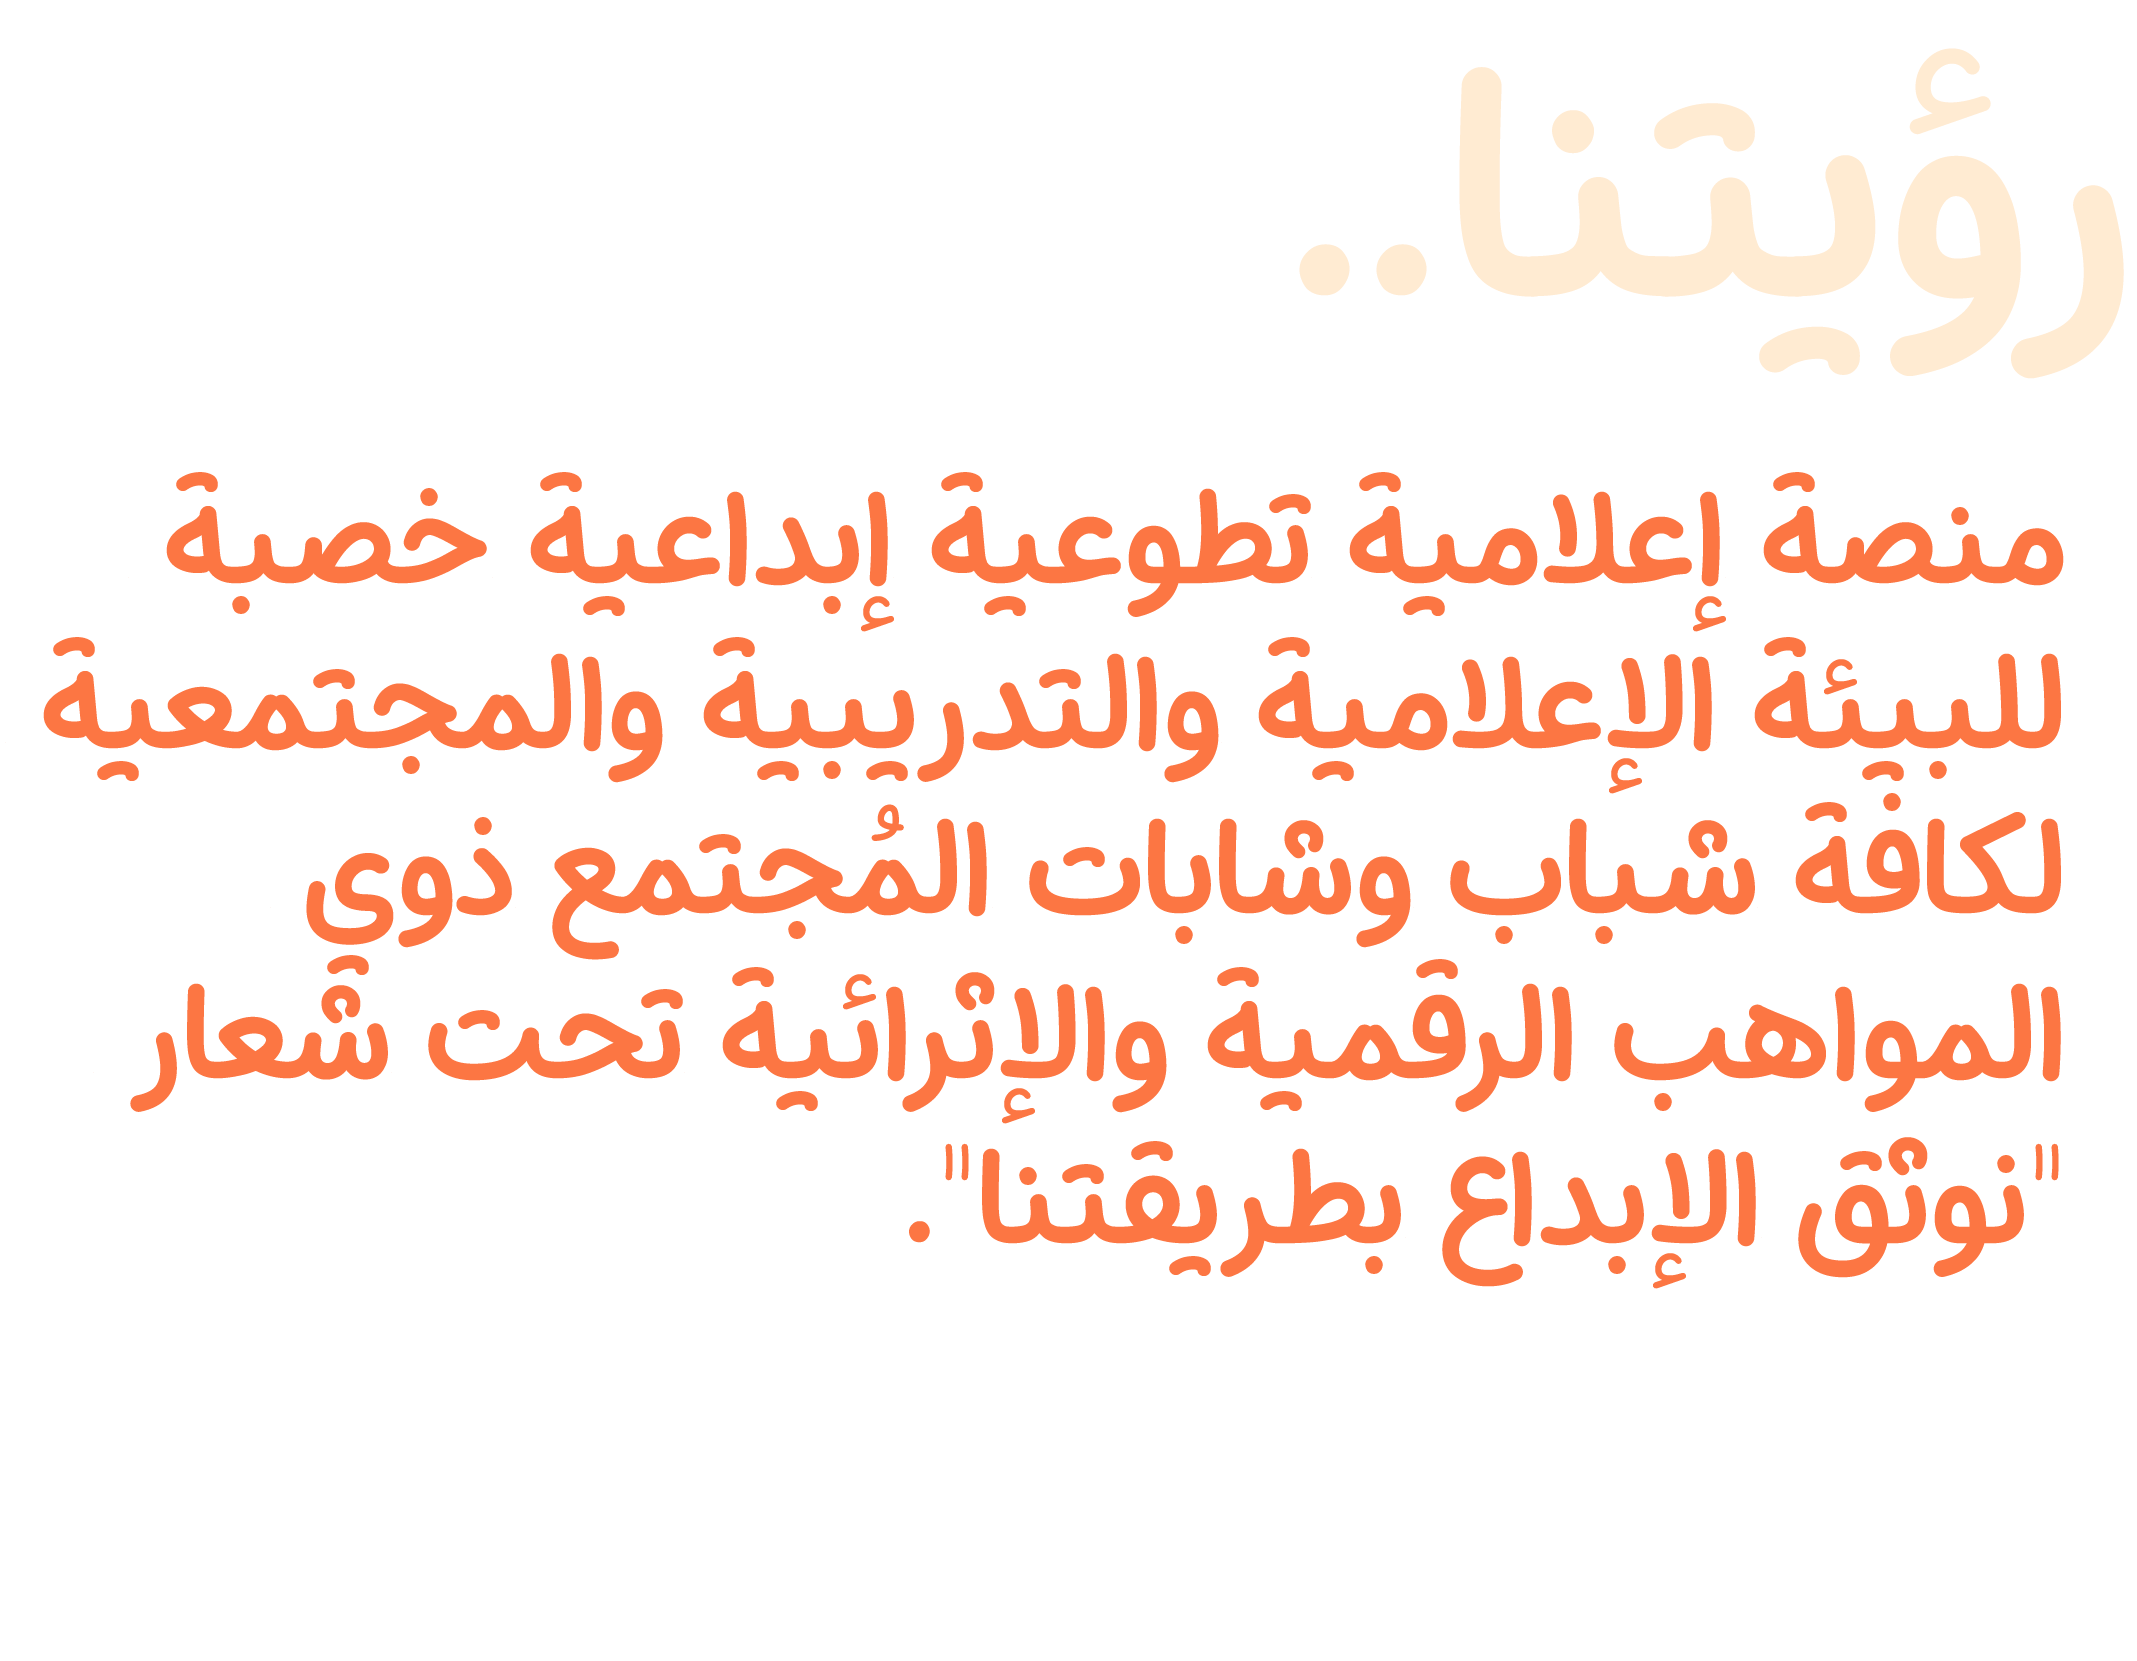 رؤيتنا..
منصة إعلامية تطوعية إبداعية خصبة
للبيئة الإعلامية والتدريبية والمجتمعية
لكافة شباب وشابات المُجتمع ذوي
المواهب الرقمية والإثرائية تحت شعار
"نوثق الإبداع بطريقتنا".